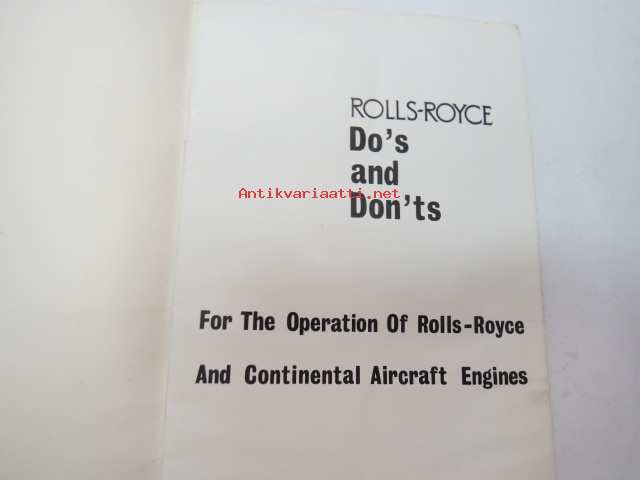 ROLLS-ROYCE
Do's
and
Antikvariaatti.net
Don'ts
For The Operation Of Rolls-Royce
And Continental Aircraft Engines